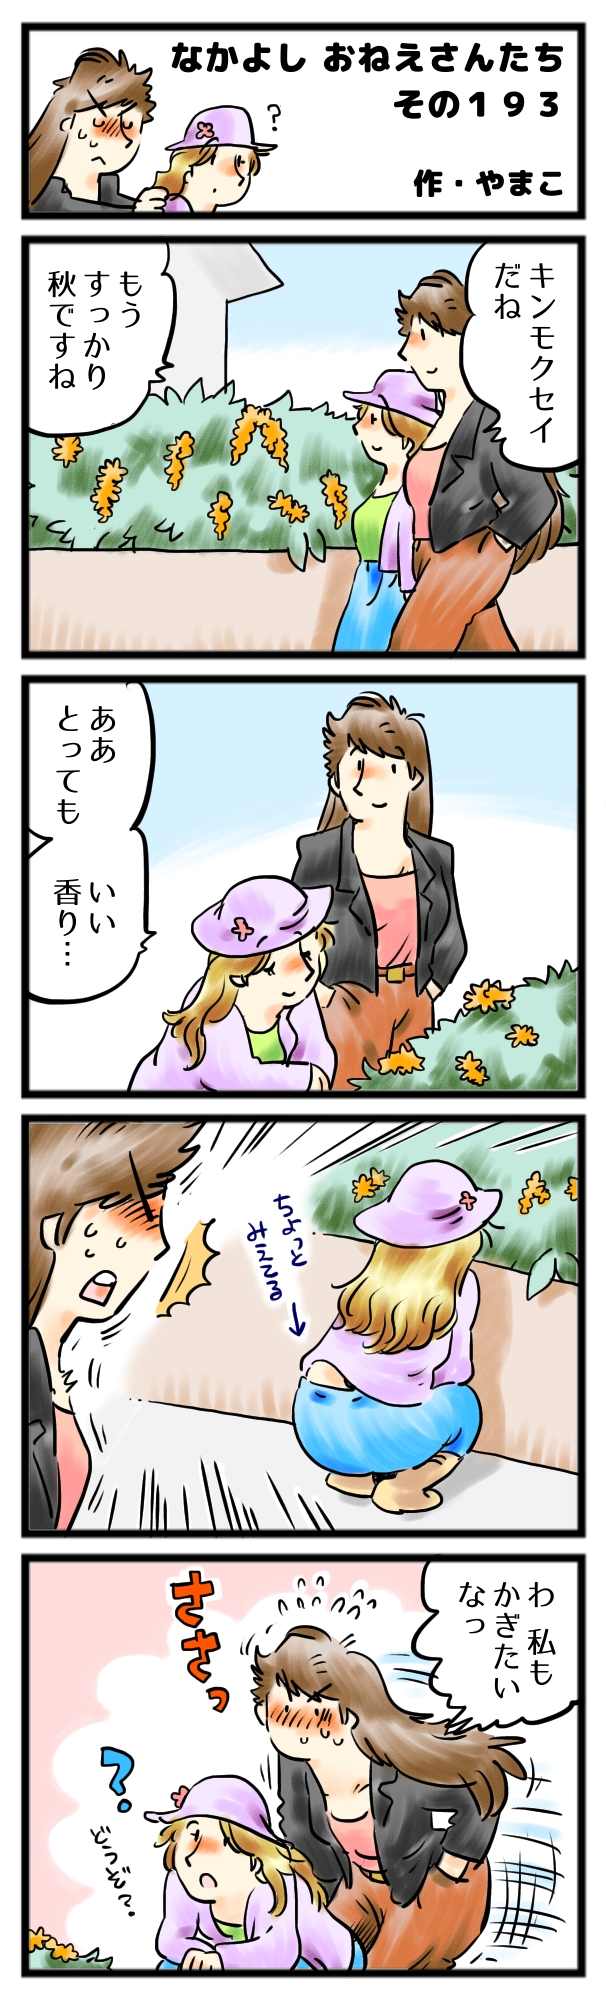 なかよし おねえさんたち
その193
作・やまこ
?
キンモクセイ
だね
もう
すっかり
秋ですね
ああ
とっても
いい
香り…
ちょっと
みえてる
↓
わ 私も
かぎたい
なっ
ささっ
?
どうぞ?